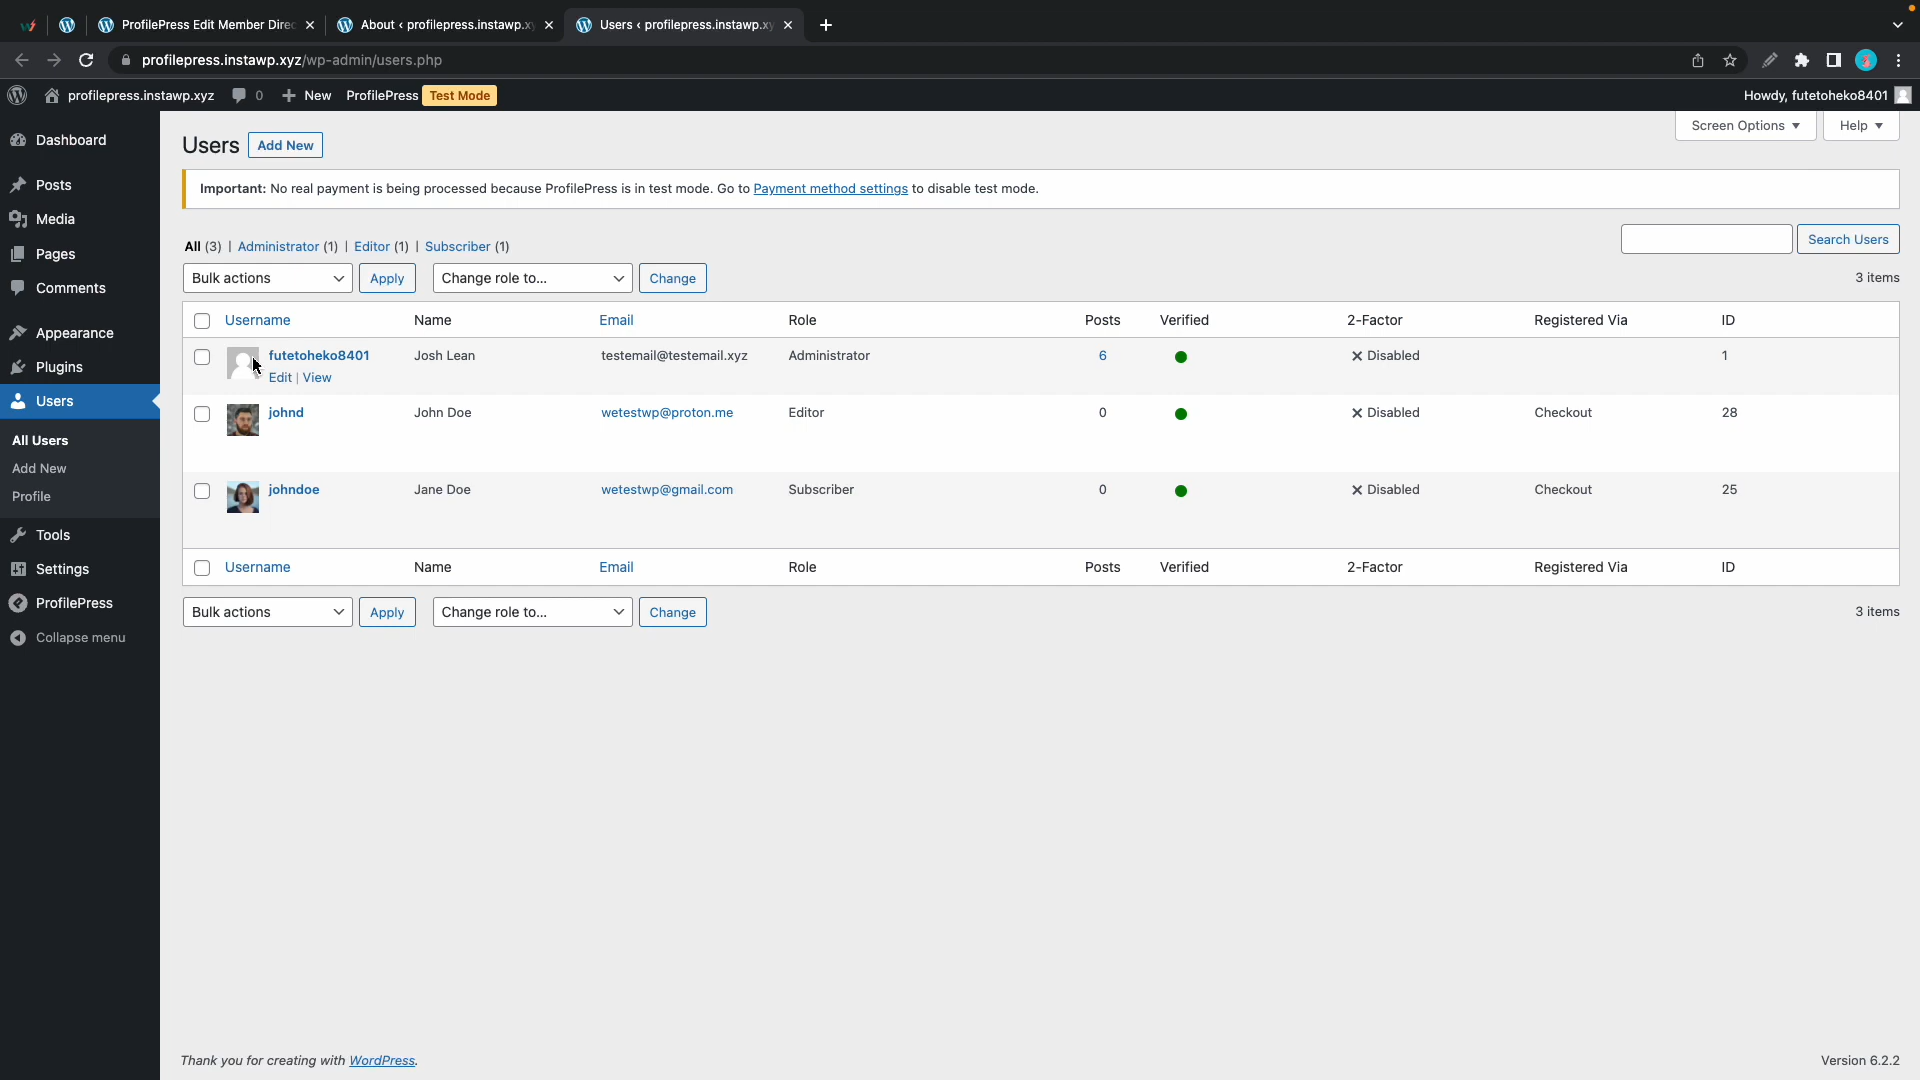 ProfilePress Edit Member Direc
About ‹ profilepress.instawp.xy
Users ‹ profilepress.instawp.xy
profilepress.instawp.xyz/wp-admin/users.php
profilepress.instawp.xyz 0 New ProfilePress Test Mode Howdy, futetoheko8401
Dashboard
Posts
Media
Pages
Comments
Appearance
Plugins
Users
All Users
Add New
Profile
Tools
Settings
ProfilePress
Collapse menu
Screen Options Help
Users Add New
Important: No real payment is being processed because ProfilePress is in test mode. Go to Payment method settings to disable test mode.
All (3) | Administrator (1) | Editor (1) | Subscriber (1)
Search Users
Bulk actions Apply Change role to... Change 3 items
Username Name Email Role Posts Verified 2-Factor Registered Via ID
futetoheko8401 Josh Lean testemail@testemail.xyz Administrator 6 Disabled 1
Edit | View
johnd John Doe wetestwp@proton.me Editor 0 Disabled Checkout 28
johndoe Jane Doe wetestwp@gmail.com Subscriber 0 Disabled Checkout 25
Username Name Email Role Posts Verified 2-Factor Registered Via ID
Bulk actions Apply Change role to... Change 3 items
Thank you for creating with WordPress. Version 6.2.2